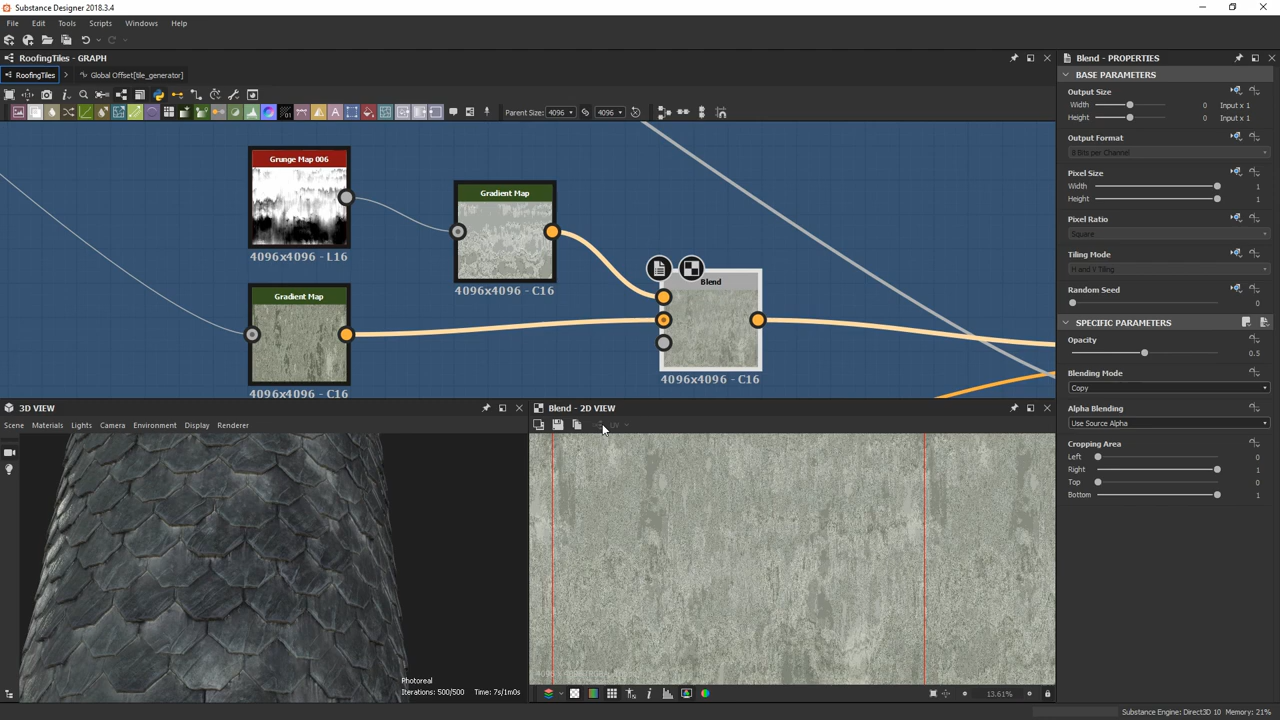 Substance Designer 2018.3.4
File Edit Tools Scripts Windows Help
RoofingTiles - GRAPH
RoofingTiles Global Offset[tile_generator]
Parent Size: 4096 4096
Grunge Map 006
4096x4096 - L16
Gradient Map
4096x4096 - C16
Gradient Map
4096x4096 - C16
Blend
4096x4096 - C16
3D VIEW
Scene Materials Lights Camera Environment Display Renderer
Photoreal
Iterations: 500/500 Time: 7s/1m0s
Blend - 2D VIEW
UV
13.61%
Blend - PROPERTIES
BASE PARAMETERS
Output Size
Width 0 Input x 1
Height 0 Input x 1
Output Format
8 Bits per Channel
Pixel Size
Width 1
Height 1
Pixel Ratio
Square
Tiling Mode
H and V Tiling
Random Seed
0
SPECIFIC PARAMETERS
Opacity
0.5
Blending Mode
Copy
Alpha Blending
Use Source Alpha
Cropping Area
Left 0
Right 1
Top 0
Bottom 1
Substance Engine: Direct3D 10 Memory: 21%